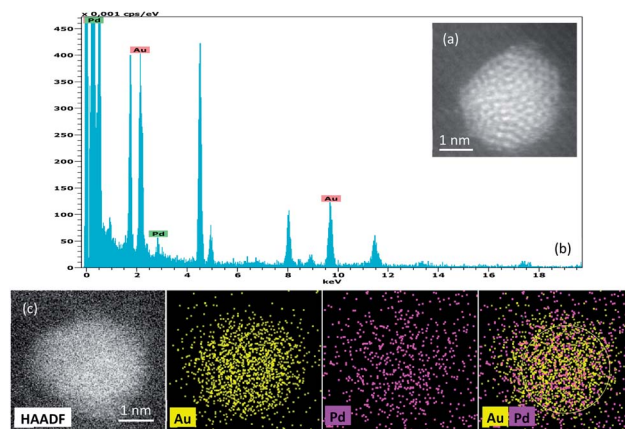 x 0.001 cps/eV
450
400
350
300
250
200
150
100
50
0
Pd
Au
Pd
Au
0 2 4 6 8 10 12 14 16 18
keV
(a)
1 nm
(b)
(c)
HAADF
1 nm
Au
Pd
Au Pd